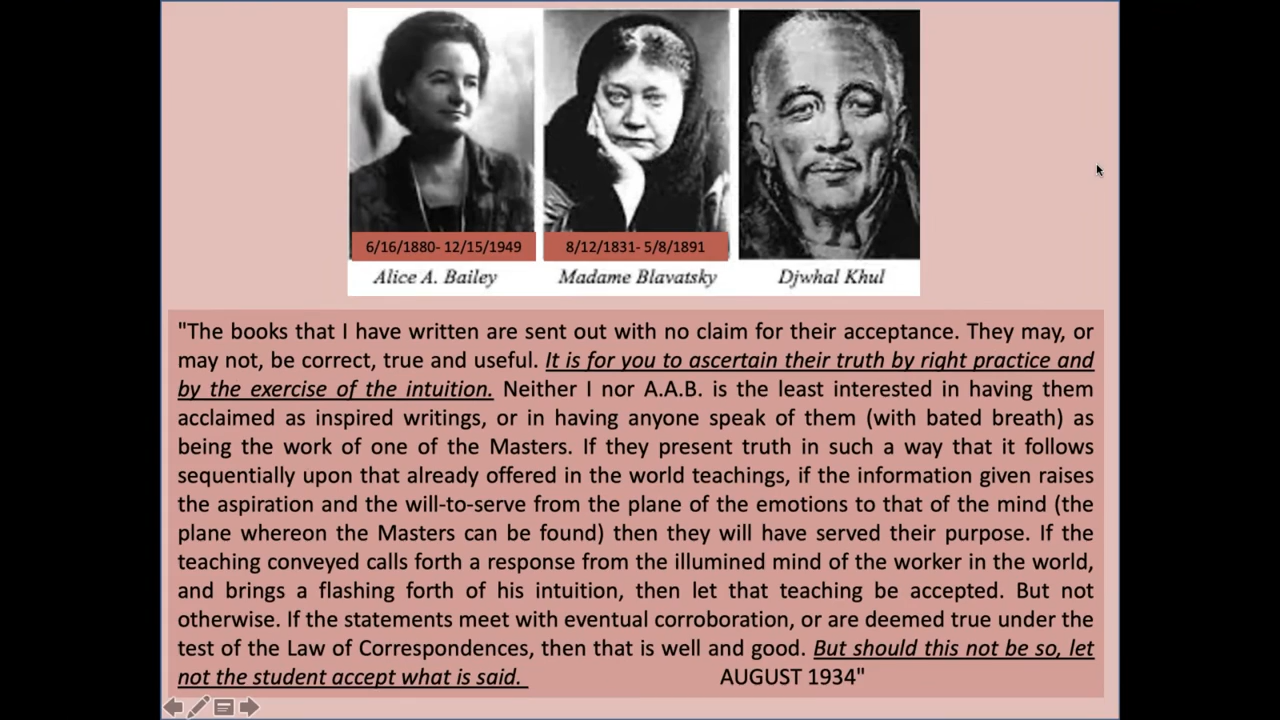 6/16/1880- 12/15/1949
8/12/1831- 5/8/1891
Alice A. Bailey
Madame Blavatsky
Djwhal Khul
"The books that I have written are sent out with no claim for their acceptance. They may, or
may not, be correct, true and useful. It is for you to ascertain their truth by right practice and
by the exercise of the intuition. Neither I nor A.A.B. is the least interested in having them
acclaimed as inspired writings, or in having anyone speak of them (with bated breath) as
being the work of one of the Masters. If they present truth in such a way that it follows
sequentially upon that already offered in the world teachings, if the information given raises
the aspiration and the will-to-serve from the plane of the emotions to that of the mind (the
plane whereon the Masters can be found) then they will have served their purpose. If the
teaching conveyed calls forth a response from the illumined mind of the worker in the world,
and brings a flashing forth of his intuition, then let that teaching be accepted. But not
otherwise. If the statements meet with eventual corroboration, or are deemed true under the
test of the Law of Correspondences, then that is well and good. But should this not be so, let
not the student accept what is said. AUGUST 1934"